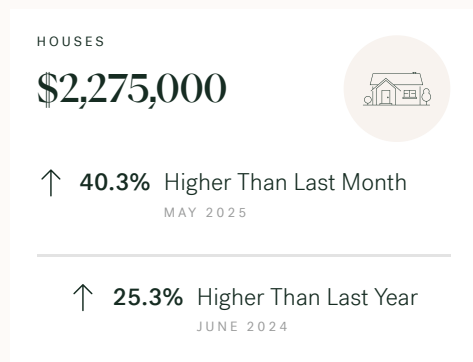 HOUSES
$2,275,000
↑ 40.3% Higher Than Last Month
MAY 2025
↑ 25.3% Higher Than Last Year
JUNE 2024